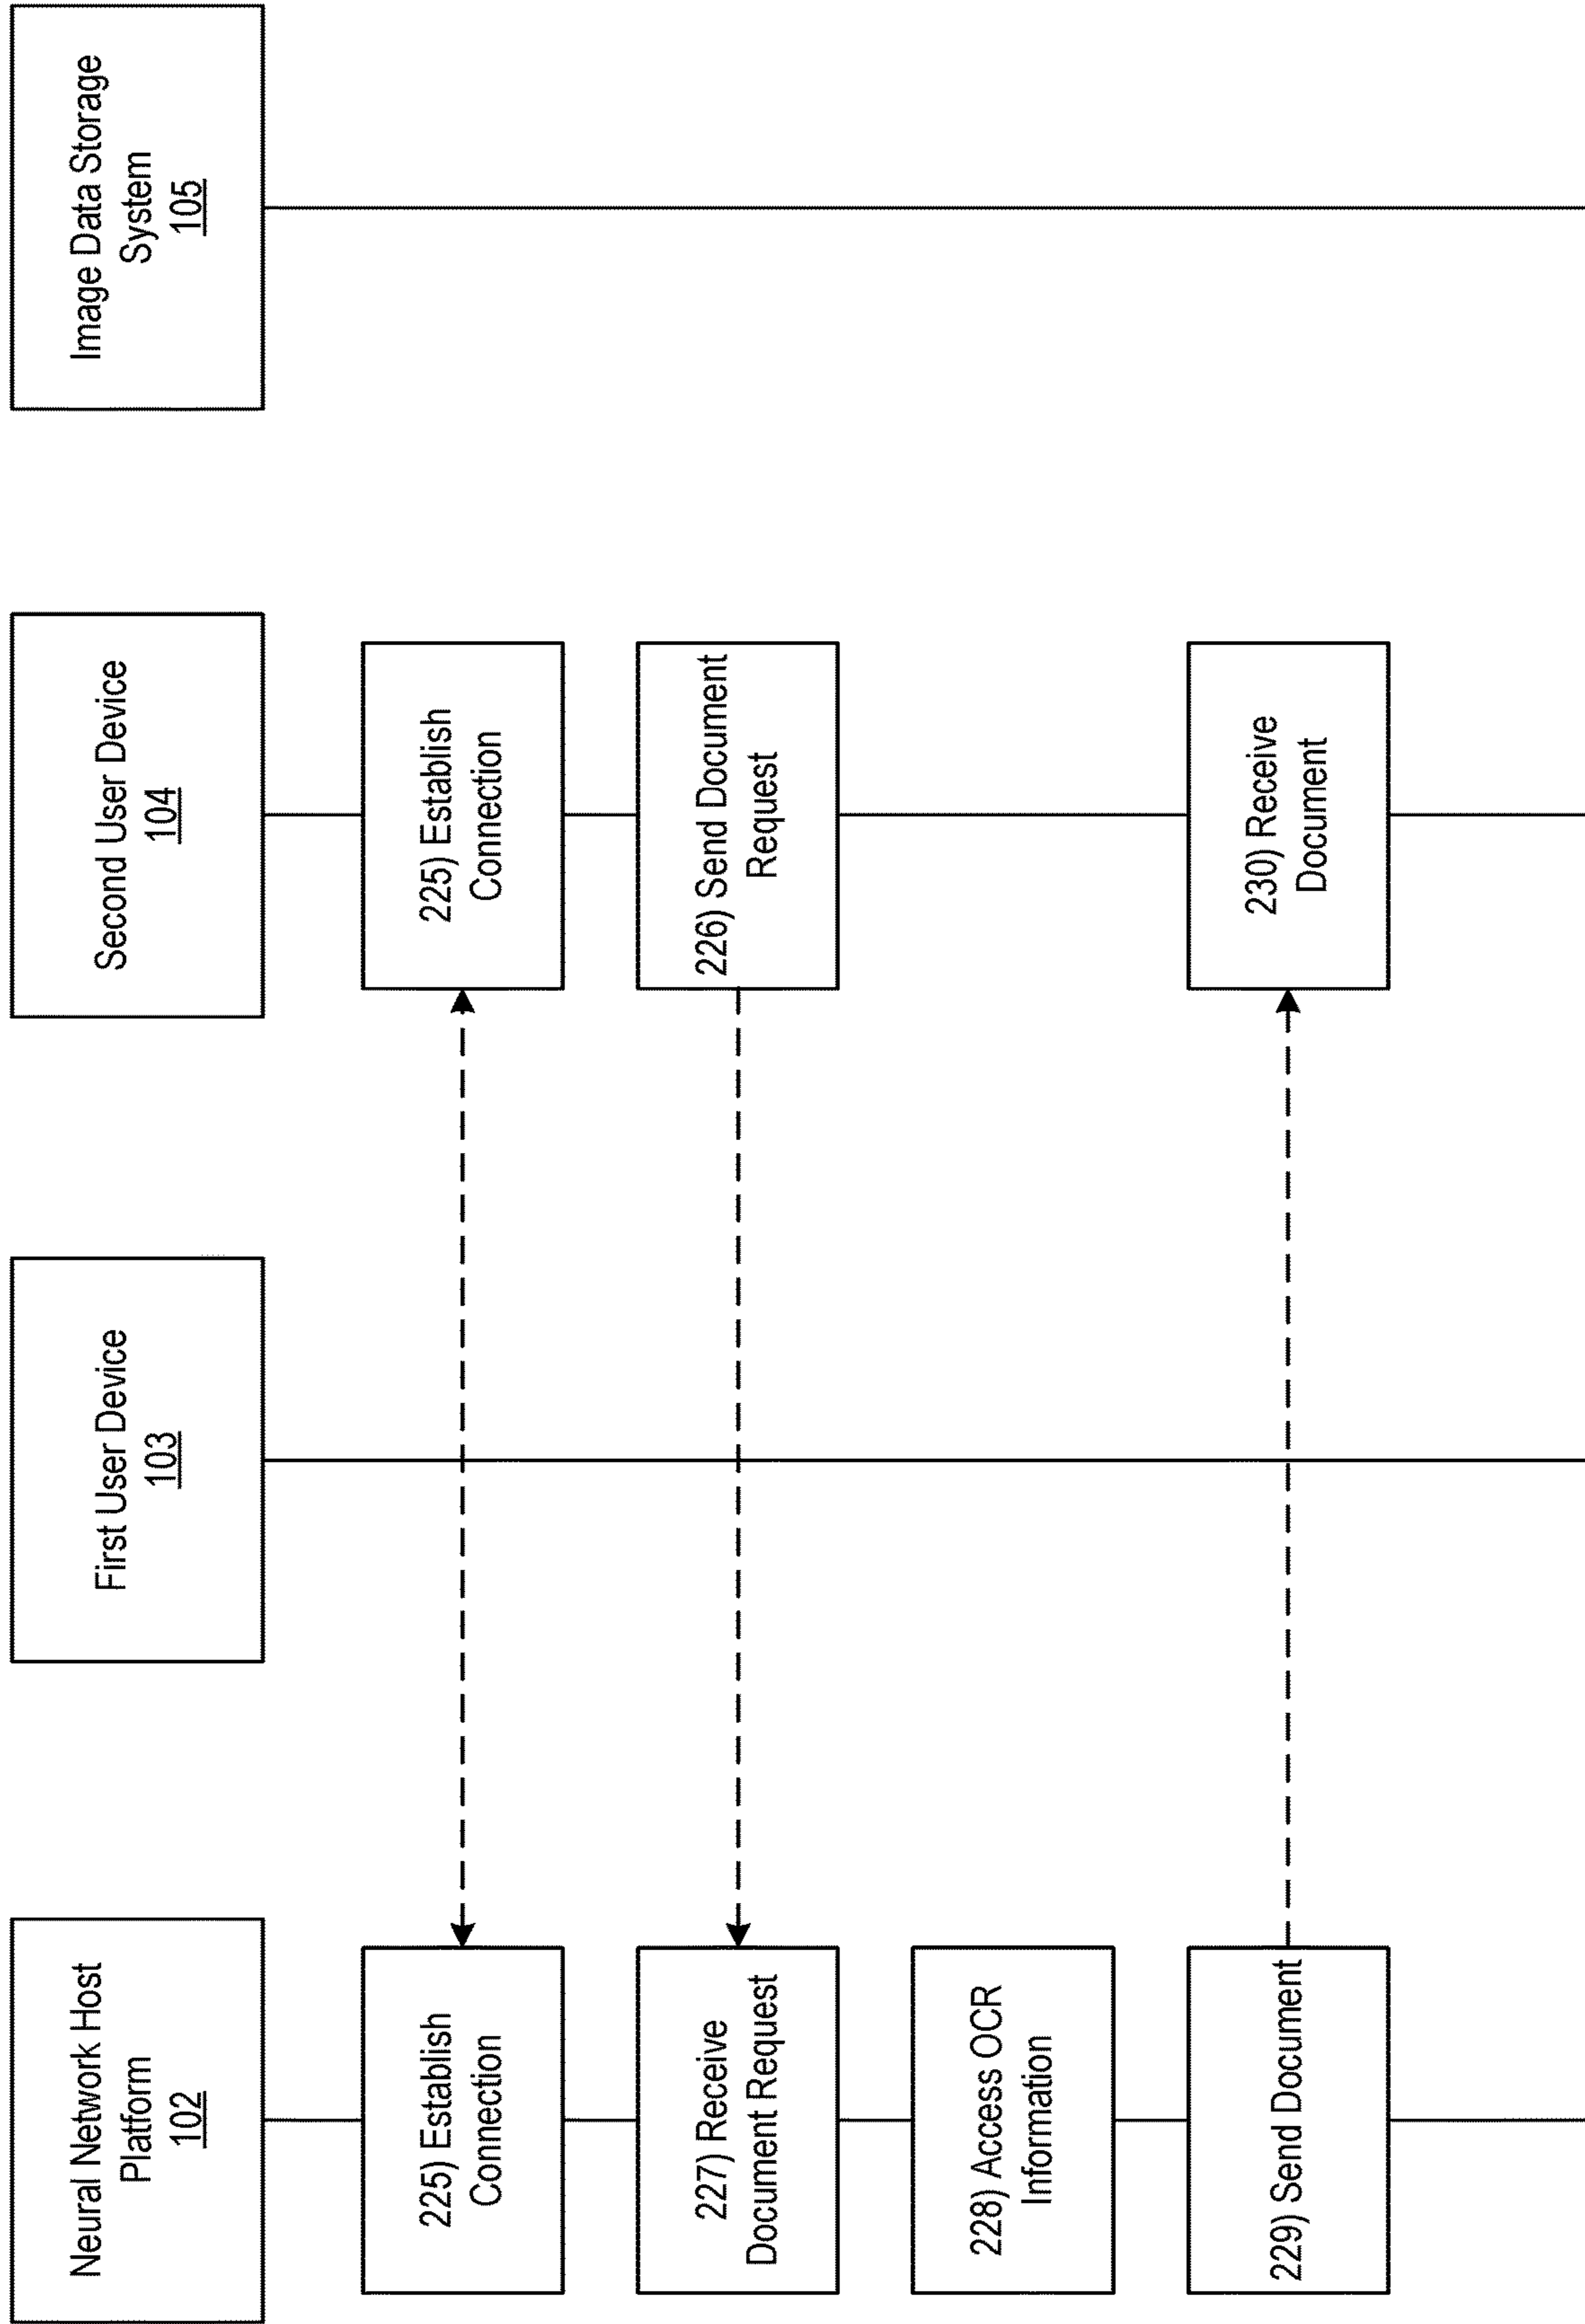 Neural Network Host
Platform
102
First User Device
103
Second User Device
104
Image Data Storage
System
105
225) Establish
Connection
225) Establish
Connection
226) Send Document
Request
227) Receive
Document Request
228) Access OCR
Information
229) Send Document
230) Receive
Document